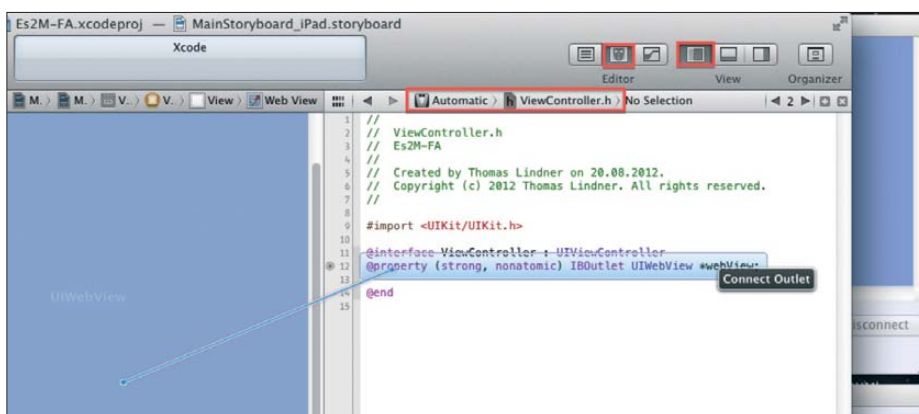 Es2M-FA.xcodeproj — MainStoryboard_iPad.storyboard
Xcode
Editor View Organizer
M. M. V.. V.. View Web View Automatic ViewController.h No Selection 2
1 //
2 // ViewController.h
3 // Es2M-FA
4 //
5 // Created by Thomas Lindner on 20.08.2012.
6 // Copyright (c) 2012 Thomas Lindner. All rights reserved.
7 //
8
9 #import <UIKit/UIKit.h>
10
11 @interface ViewController : UIViewController
12 @property (strong, nonatomic) IBOutlet UIWebView *webView;
Connect Outlet
13
14 @end
15
UIWebView
isconnect